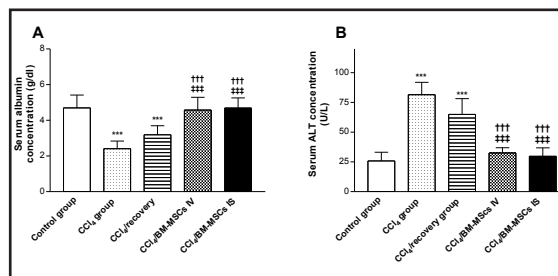 A
Serum albumin
concentration (g/dl)
8
6
4
2
0
***
***
†††
‡‡‡
†††
‡‡‡
Control group
CCl₄ group
CCl₄/recovery
CCl₄/BM-MSCs IV
CCl₄/BM-MSCs IS
B
Serum ALT concentration
(U/L)
100
75
50
25
0
***
***
†††
‡‡‡
†††
‡‡‡
Control group
CCl₄ group
CCl₄/recovery group
CCl₄/BM-MSCs IV
CCl₄/BM-MSCs IS